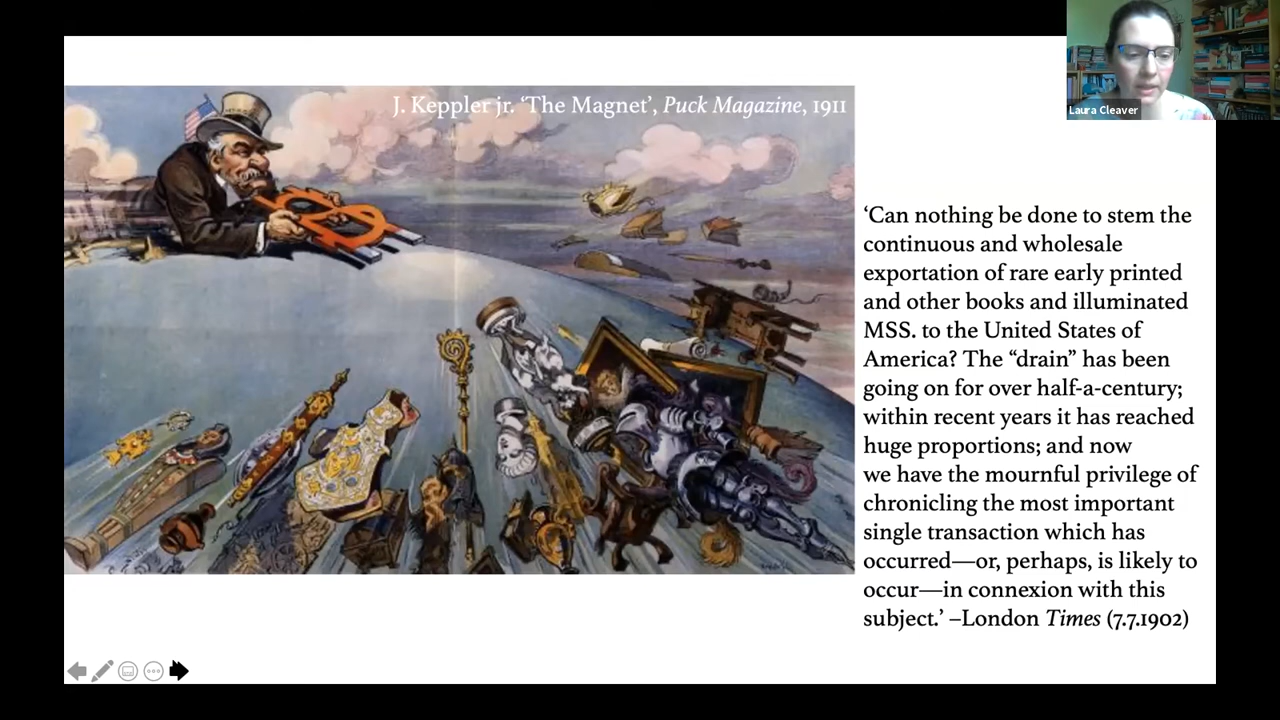 Laura Cleaver
J. Keppler jr. ‘The Magnet’, Puck Magazine, 1911
‘Can nothing be done to stem the
continuous and wholesale
exportation of rare early printed
and other books and illuminated
MSS. to the United States of
America? The “drain” has been
going on for over half-a-century;
within recent years it has reached
huge proportions; and now
we have the mournful privilege of
chronicling the most important
single transaction which has
occurred—or, perhaps, is likely to
occur—in connexion with this
subject.’ –London Times (7.7.1902)